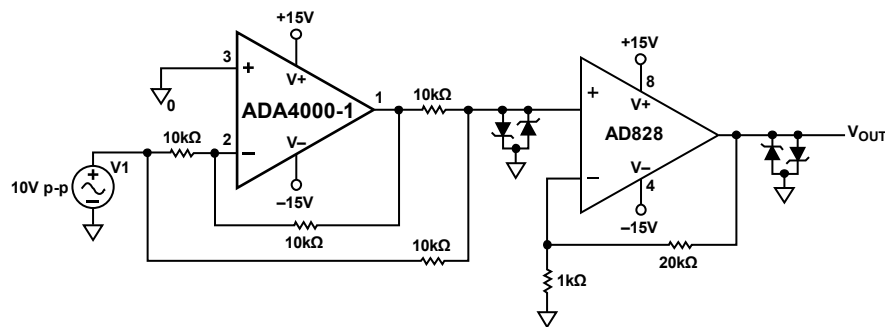 +15V
3
+
V+
0
ADA4000-1
1
10kΩ
10kΩ
2
–
V–
V1
+
–
10V p-p
–15V
10kΩ
10kΩ
+15V
8
+
V+
AD828
V–
–
4
–15V
20kΩ
1kΩ
VOUT